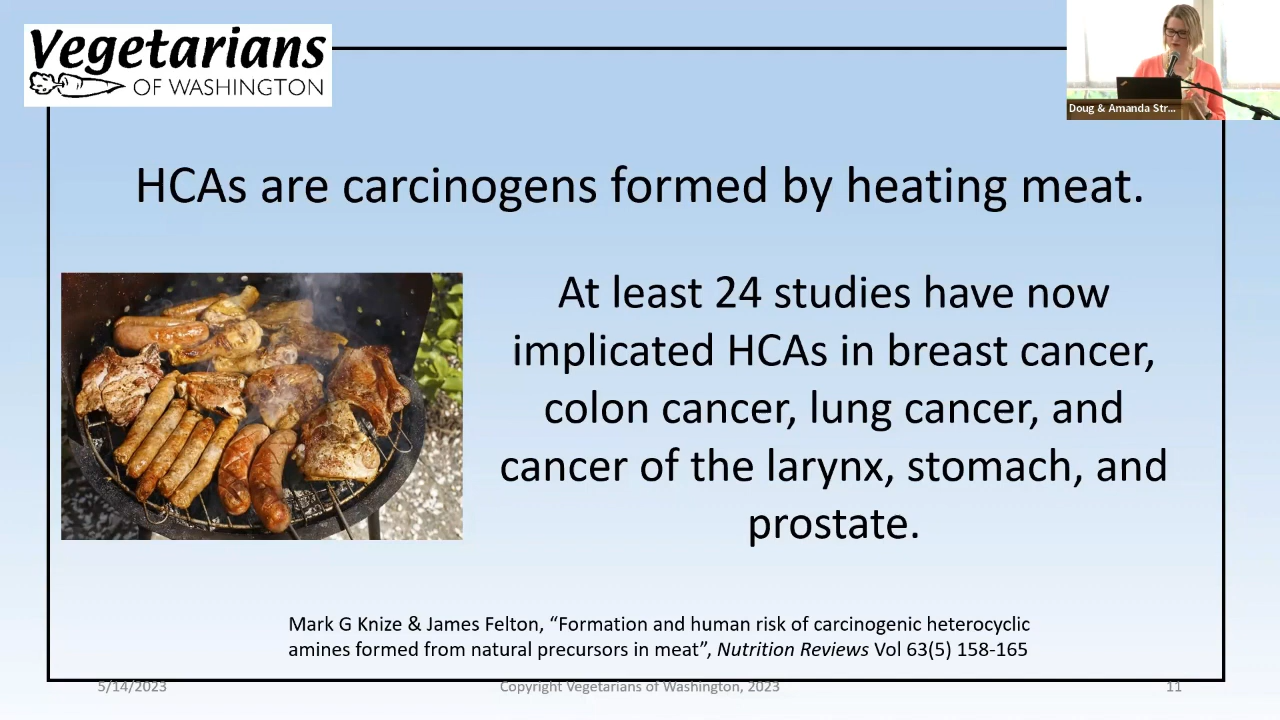 Vegetarians
OF WASHINGTON
Doug & Amanda Str...
HCAs are carcinogens formed by heating meat.
At least 24 studies have now
implicated HCAs in breast cancer,
colon cancer, lung cancer, and
cancer of the larynx, stomach, and
prostate.
Mark G Knize & James Felton, “Formation and human risk of carcinogenic heterocyclic
amines formed from natural precursors in meat”, Nutrition Reviews Vol 63(5) 158-165
5/14/2023
Copyright Vegetarians of Washington, 2023
11